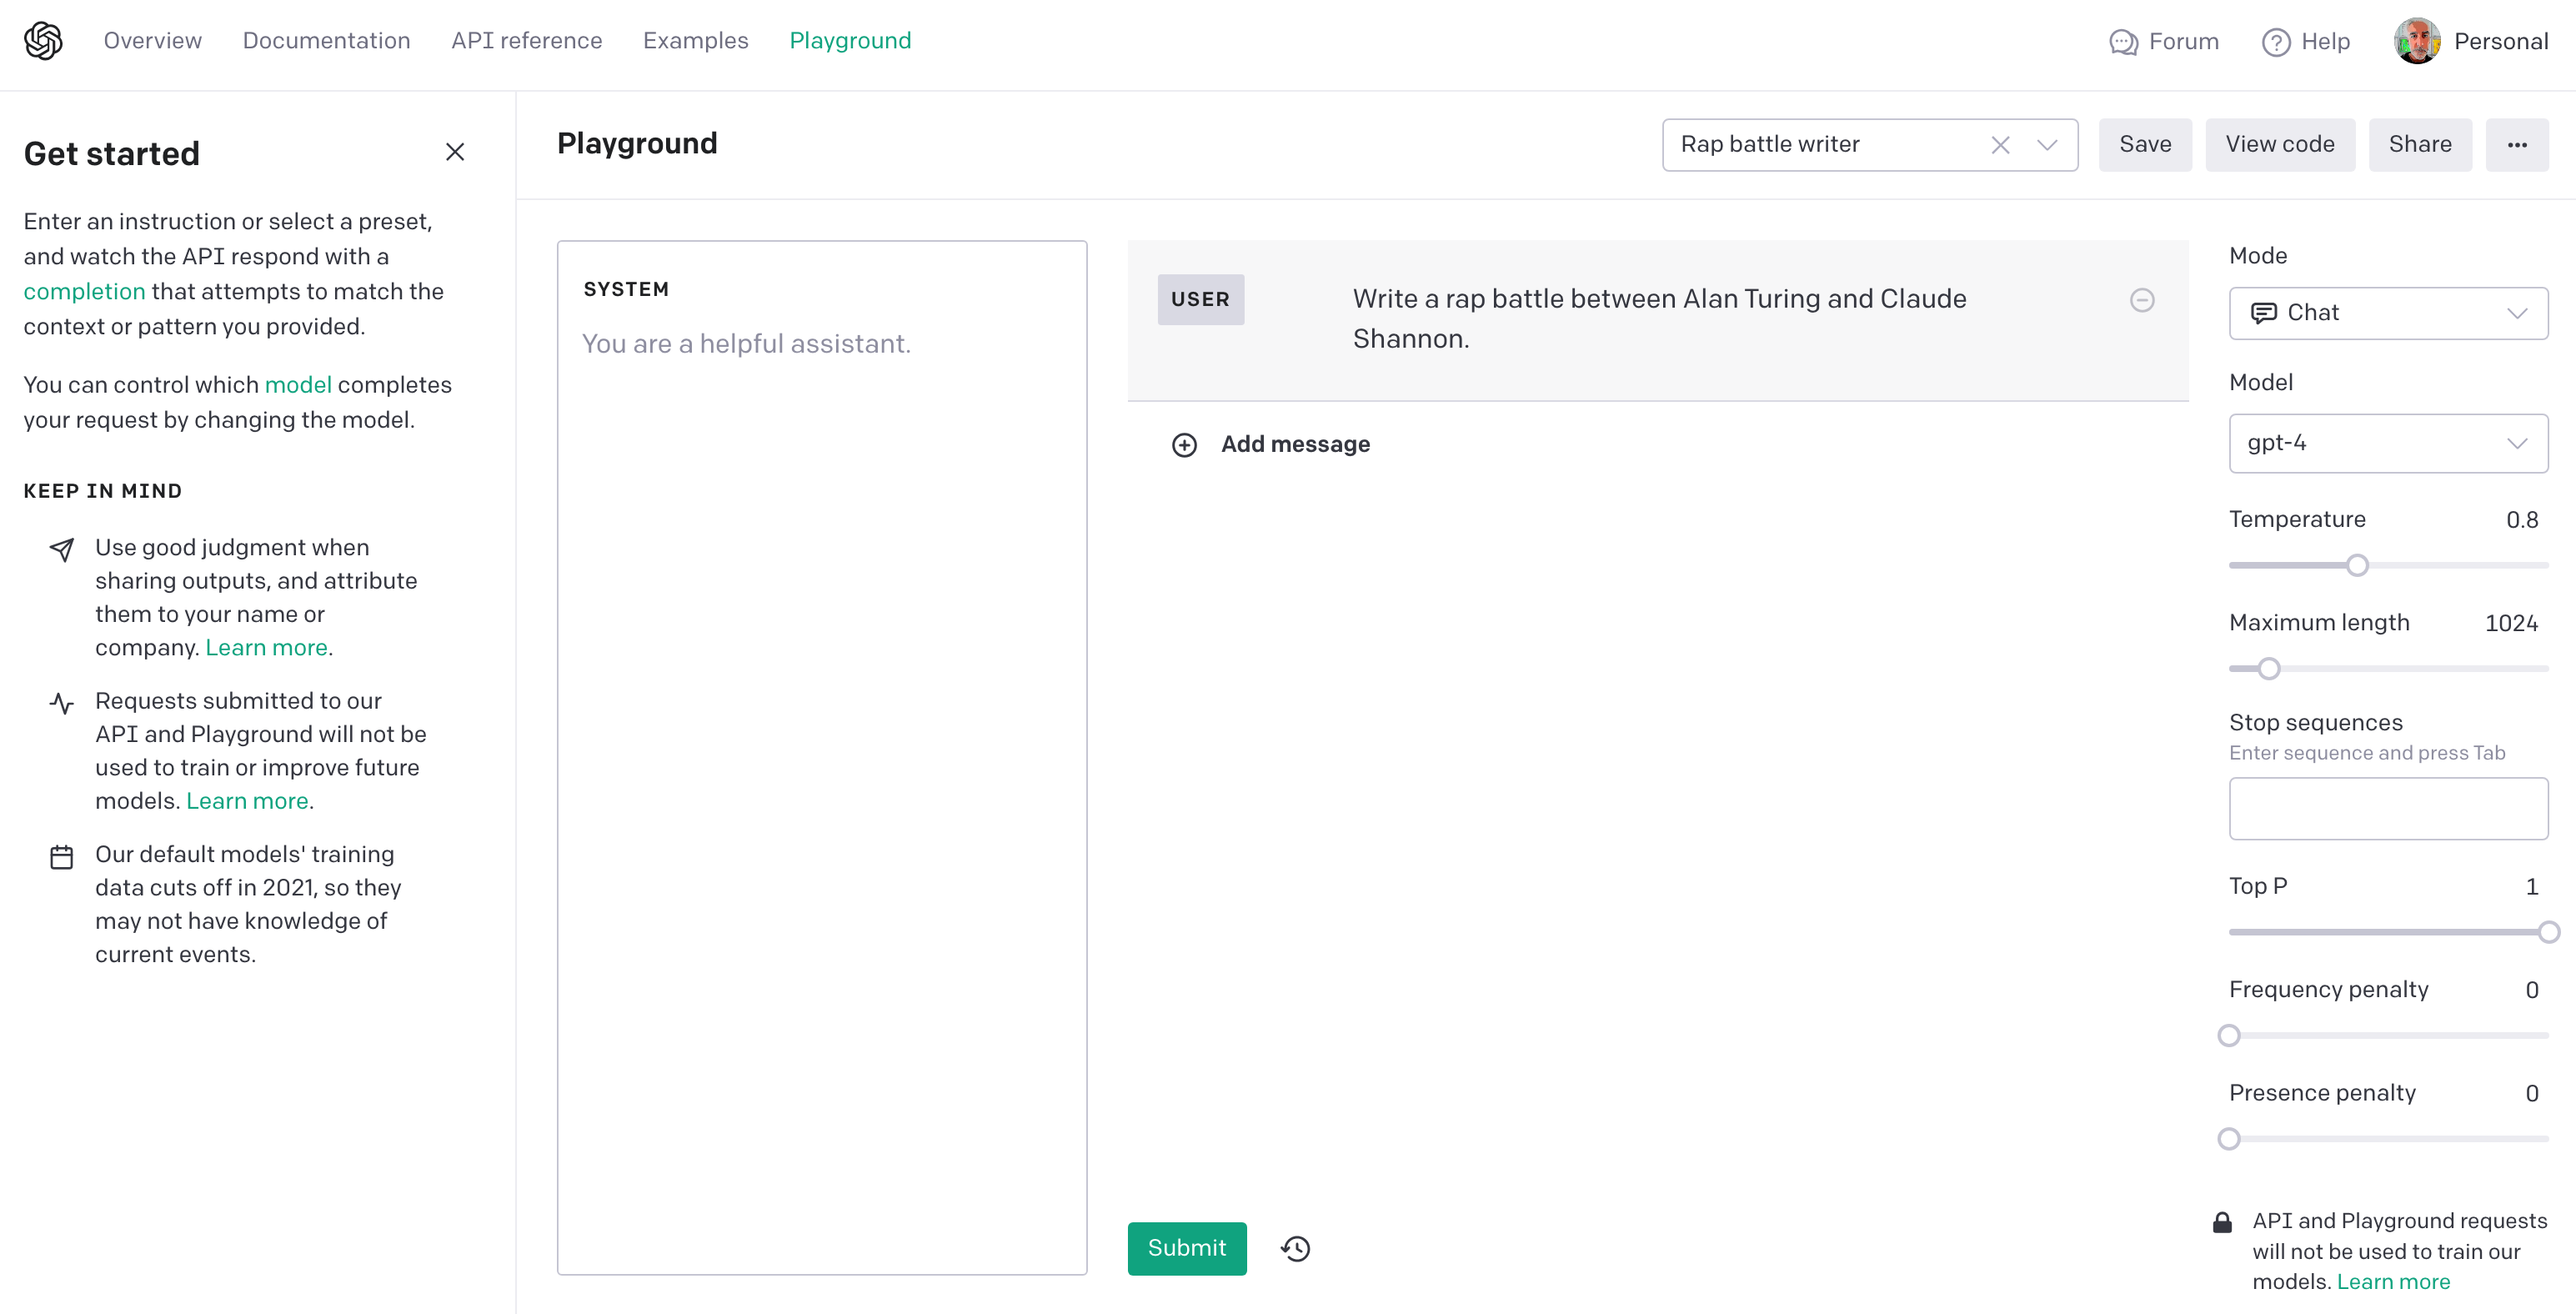 Overview Documentation API reference Examples Playground Forum Help Personal
Get started
Enter an instruction or select a preset,
and watch the API respond with a
completion that attempts to match the
context or pattern you provided.
You can control which model completes
your request by changing the model.
KEEP IN MIND
Use good judgment when
sharing outputs, and attribute
them to your name or
company. Learn more.
Requests submitted to our
API and Playground will not be
used to train or improve future
models. Learn more.
Our default models' training
data cuts off in 2021, so they
may not have knowledge of
current events.
Playground
Rap battle writer
Save
View code
Share
SYSTEM
You are a helpful assistant.
USER
Write a rap battle between Alan Turing and Claude
Shannon.
Add message
Submit
Mode
Chat
Model
gpt-4
Temperature 0.8
Maximum length 1024
Stop sequences
Enter sequence and press Tab
Top P 1
Frequency penalty 0
Presence penalty 0
API and Playground requests
will not be used to train our
models. Learn more